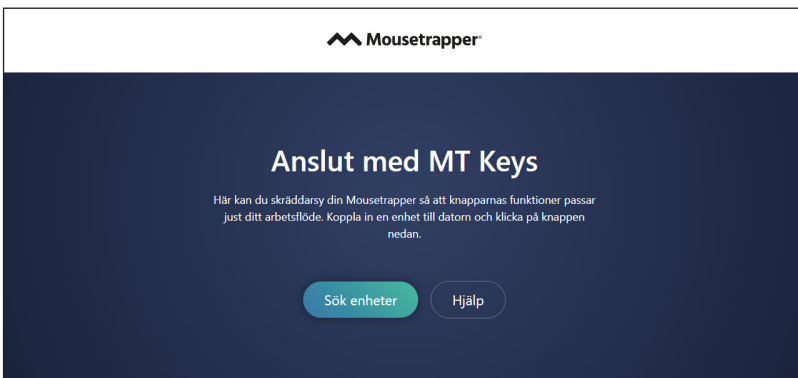 Mousetrapper®
Anslut med MT Keys
Här kan du skräddarsy din Mousetrapper så att knapparnas funktioner passar
just ditt arbetsflöde. Koppla in en enhet till datorn och klicka på knappen
nedan.
Sök enheter
Hjälp